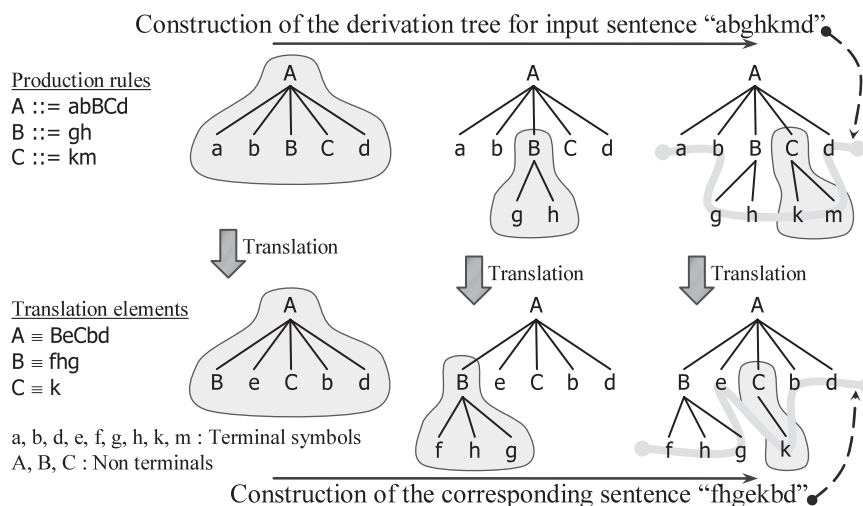 Construction of the derivation tree for input sentence “abghkmd”
Production rules
A ::= abBCd
B ::= gh
C ::= km
A
a b B C d
A
a b B C d
g h
A
a b B C d
g h k m
Translation
Translation
Translation
Translation elements
A ≡ BeCbd
B ≡ fhg
C ≡ k
A
B e C b d
A
B e C b d
f h g
A
B e C b d
f h g k
a, b, d, e, f, g, h, k, m : Terminal symbols
A, B, C : Non terminals
Construction of the corresponding sentence “fhgekbd”